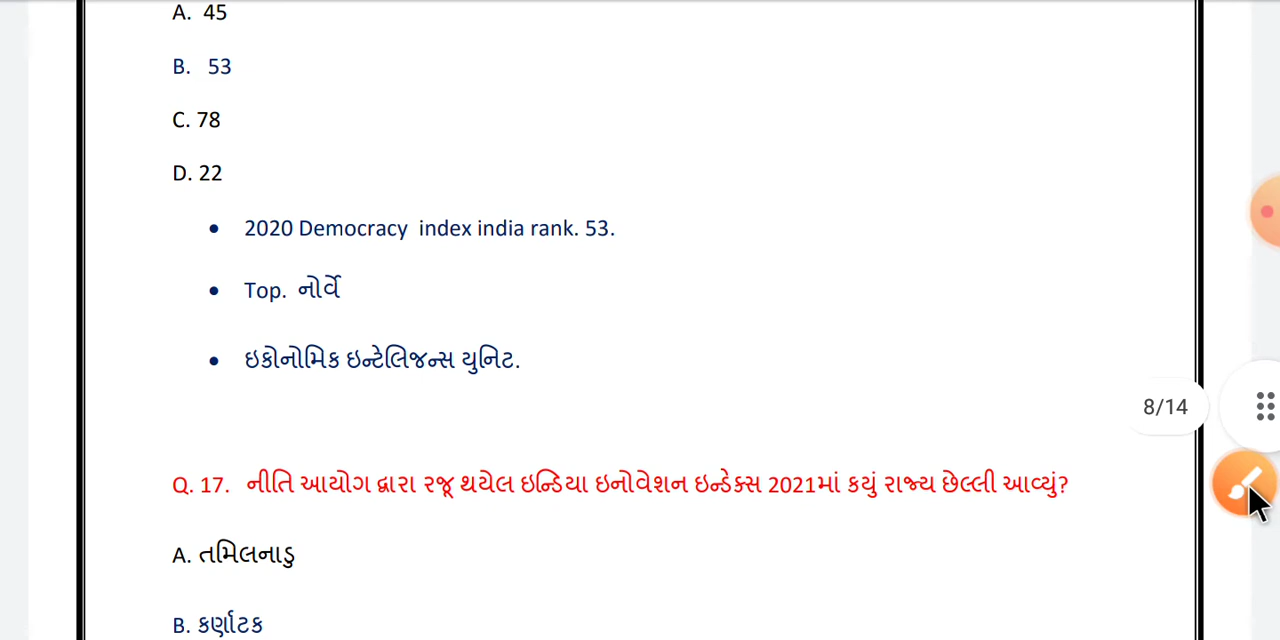 A. 45
B. 53
C. 78
D. 22
• 2020 Democracy index india rank. 53.
• Top. નોર્વે
• ઇકોનોમિક ઇન્ટેલિજન્સ યુનિટ.
8/14
Q. 17. નીતિ આયોગ દ્વારા રજૂ થયેલ ઇન્ડિયા ઇનોવેશન ઇન્ડેક્સ 2021માં કયું રાજ્ય છેલ્લી આવ્યું?
A. તમિલનાડુ
B. કર્ણાટક